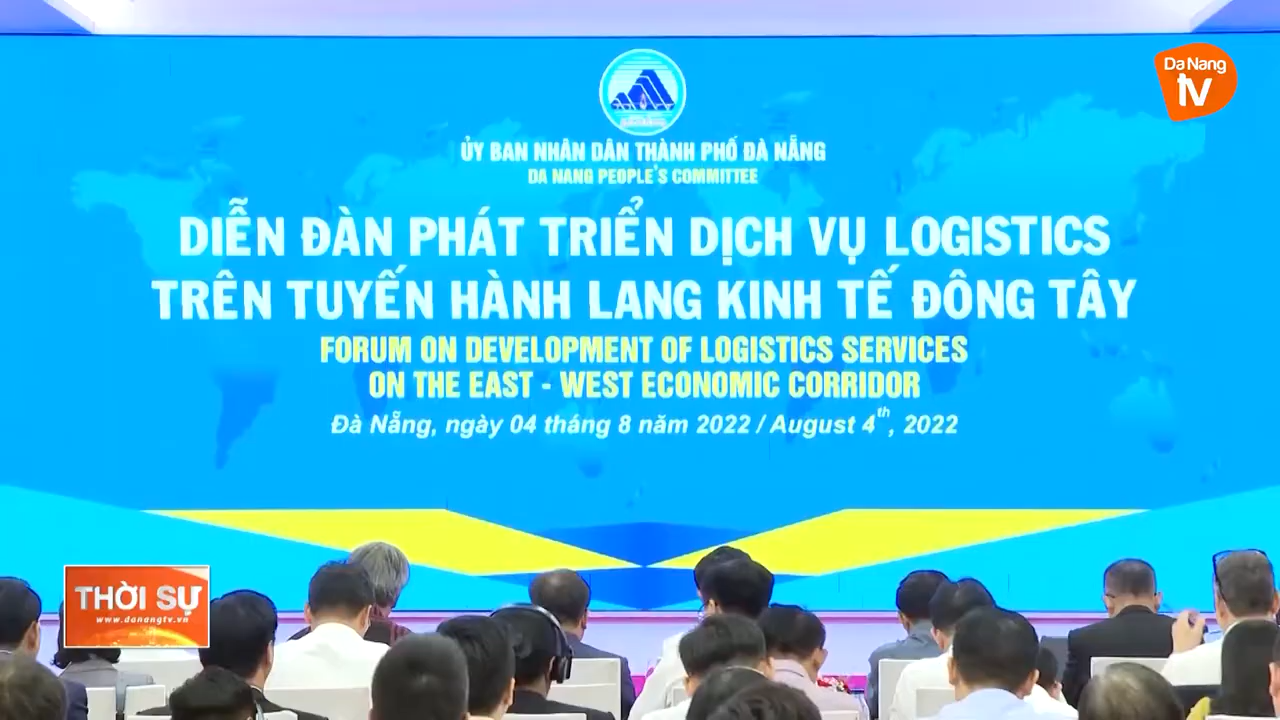 Da Nang
tv
ỦY BAN NHÂN DÂN THÀNH PHỐ ĐÀ NẴNG
DA NANG PEOPLE'S COMMITTEE
DIỄN ĐÀN PHÁT TRIỂN DỊCH VỤ LOGISTICS
TRÊN TUYẾN HÀNH LANG KINH TẾ ĐÔNG TÂY
FORUM ON DEVELOPMENT OF LOGISTICS SERVICES
ON THE EAST - WEST ECONOMIC CORRIDOR
Đà Nẵng, ngày 04 tháng 8 năm 2022 / August 4th, 2022
THỜI SỰ
www.danangtv.vn